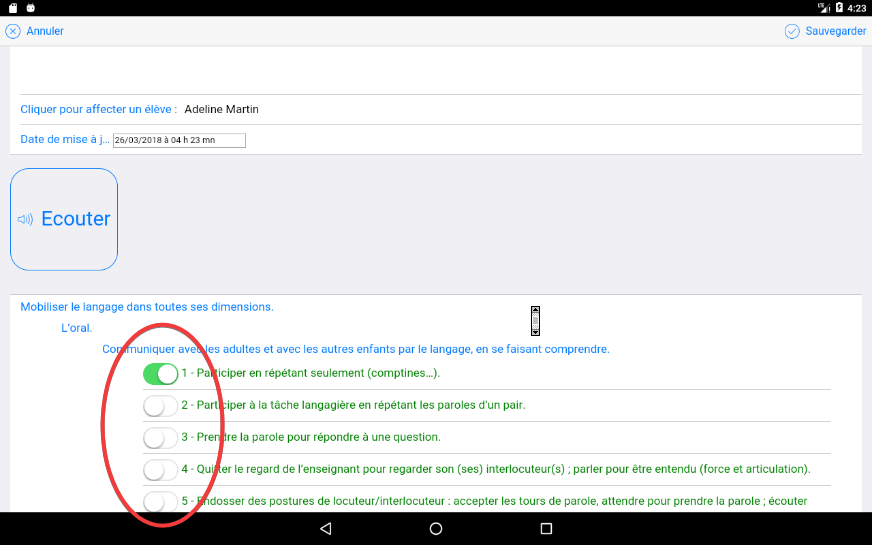 LTE 4:23
Annuler
Sauvegarder
Cliquer pour affecter un élève : Adeline Martin
Date de mise à j... 26/03/2018 à 04 h 23 mn
Ecouter
Mobiliser le langage dans toutes ses dimensions.
L'oral.
Communiquer avec les adultes et avec les autres enfants par le langage, en se faisant comprendre.
1 - Participer en répétant seulement (comptines…).
2 - Participer à la tâche langagière en répétant les paroles d'un pair.
3 - Prendre la parole pour répondre à une question.
4 - Quitter le regard de l'enseignant pour regarder son (ses) interlocuteur(s) ; parler pour être entendu (force et articulation).
5 - Endosser des postures de locuteur/interlocuteur : accepter les tours de parole, attendre pour prendre la parole ; écouter